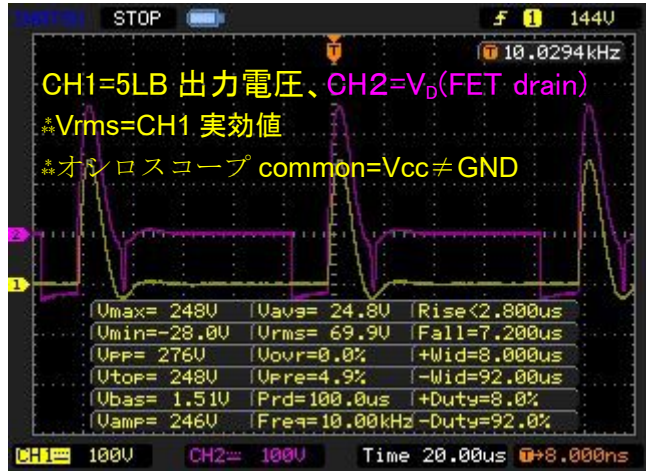 STOP
f 1 144V
T 10.0294kHz
CH1=5LB 出力電圧、CH2=VD(FET drain)
※Vrms=CH1 実効値
※オシロスコープ common=Vcc≠GND
2
1
Vmax= 248V Vavg= 24.8V Rise<2.800us
Vmin=-28.0V Vrms= 69.9V Fall=7.200us
VPP= 276V Vovr=0.0% +Wid=8.000us
Vtop= 248V Vpre=4.9% -Wid=92.00us
Vbas= 1.51V Prd=100.0us +Duty=8.0%
Vamp= 246V Freq=10.00kHz -Duty=92.0%
CH1 100V CH2 100V Time 20.00us T→8.000ns